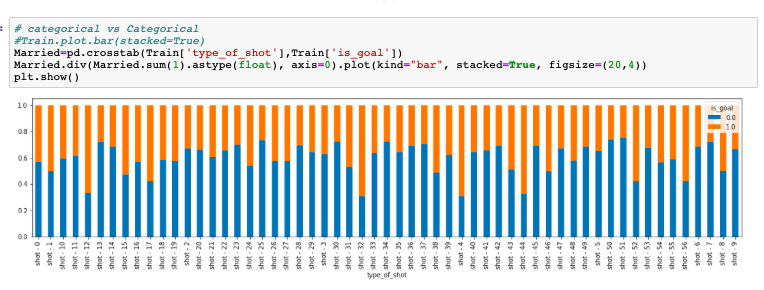 :
# categorical vs Categorical
#Train.plot.bar(stacked=True)
Married=pd.crosstab(Train['type_of_shot'],Train['is_goal'])
Married.div(Married.sum(1).astype(float), axis=0).plot(kind="bar", stacked=True, figsize=(20,4))
plt.show()
is_goal
0.0
1.0
1.0
0.8
0.6
0.4
0.2
0.0
shot - 0
shot - 1
shot - 10
shot - 11
shot - 12
shot - 13
shot - 14
shot - 15
shot - 16
shot - 17
shot - 18
shot - 19
shot - 2
shot - 20
shot - 21
shot - 22
shot - 23
shot - 24
shot - 25
shot - 26
shot - 27
shot - 28
shot - 29
shot - 3
shot - 30
shot - 31
shot - 32
shot - 33
shot - 34
shot - 35
shot - 36
shot - 37
shot - 38
shot - 39
shot - 4
shot - 40
shot - 41
shot - 42
shot - 43
shot - 44
shot - 45
shot - 46
shot - 47
shot - 48
shot - 49
shot - 5
shot - 50
shot - 51
shot - 52
shot - 53
shot - 54
shot - 55
shot - 56
shot - 6
shot - 7
shot - 8
shot - 9
type_of_shot